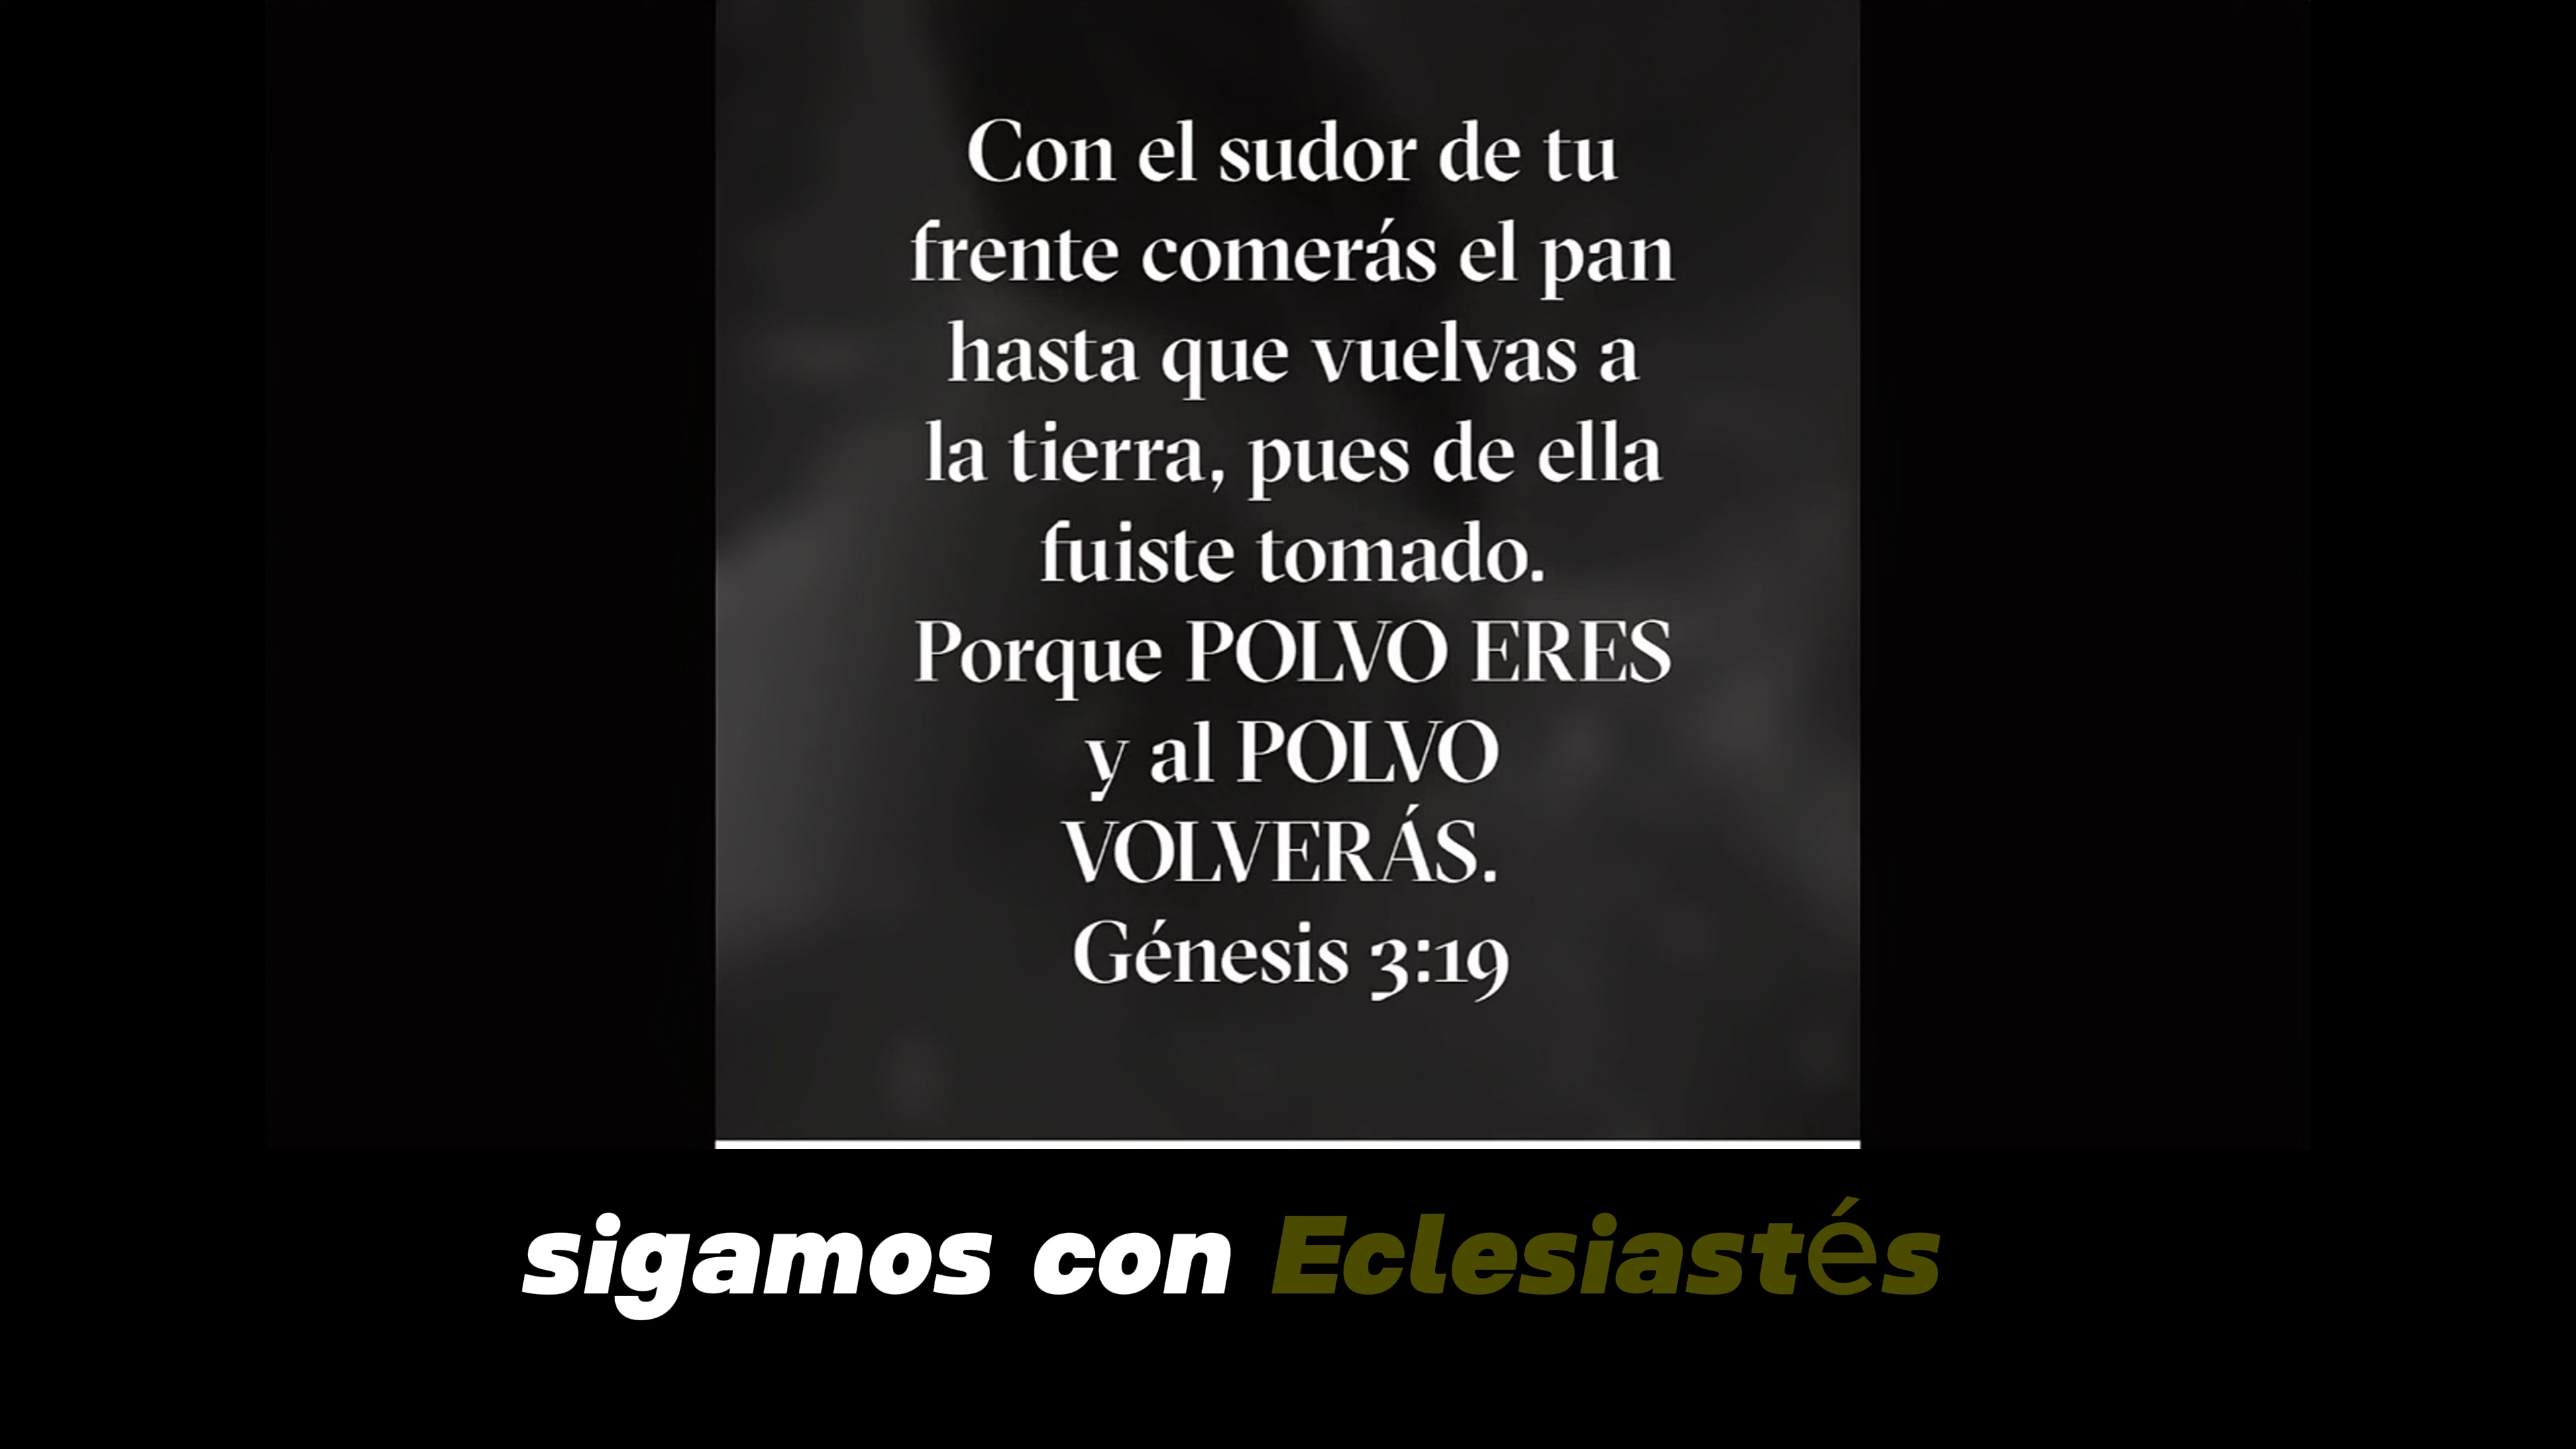 Con el sudor de tu
frente comerás el pan
hasta que vuelvas a
la tierra, pues de ella
fuiste tomado.
Porque POLVO ERES
y al POLVO
VOLVERÁS.
Génesis 3:19
sigamos con Eclesiastés